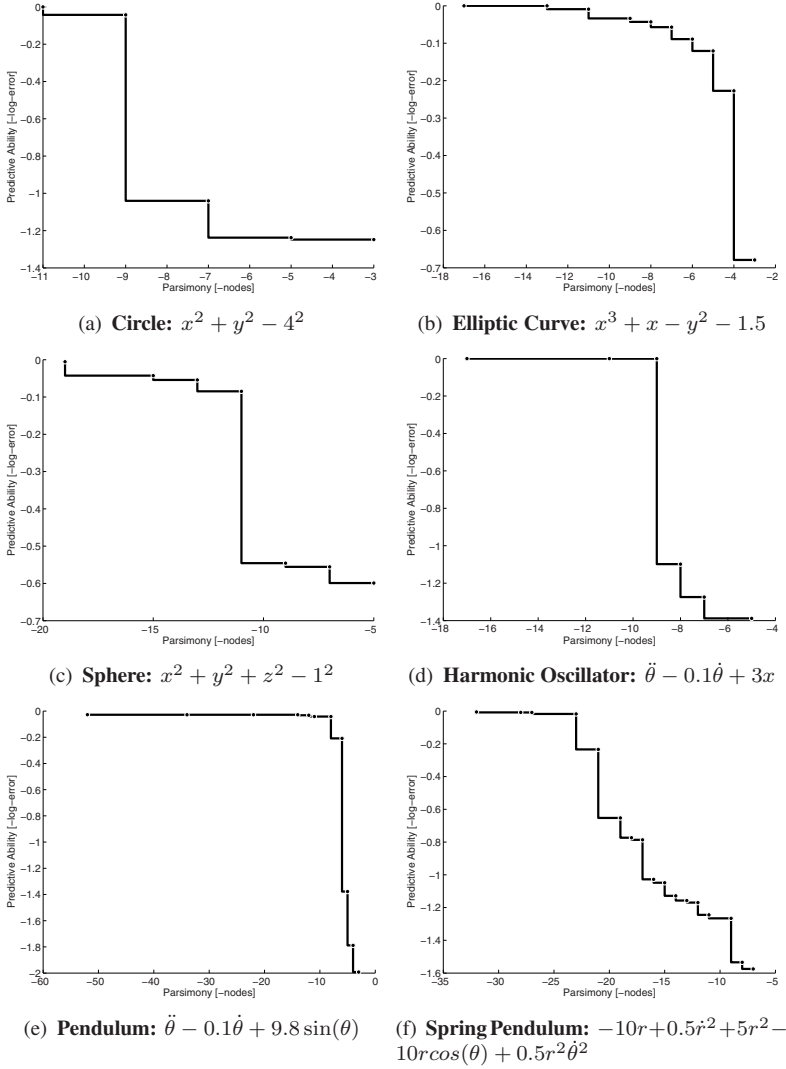 0
−0.2
−0.4
−0.6
−0.8
−1
−1.2
−1.4
−11 −10 −9 −8 −7 −6 −5 −4 −3
Predictive Ability [−log−error]
Parsimony [−nodes]
(a) Circle: x² + y² − 4²
0
−0.1
−0.2
−0.3
−0.4
−0.5
−0.6
−0.7
−18 −16 −14 −12 −10 −8 −6 −4 −2
Predictive Ability [−log−error]
Parsimony [−nodes]
(b) Elliptic Curve: x³ + x − y² − 1.5
0
−0.1
−0.2
−0.3
−0.4
−0.5
−0.6
−0.7
−20 −15 −10 −5
Predictive Ability [−log−error]
Parsimony [−nodes]
(c) Sphere: x² + y² + z² − 1²
0
−0.2
−0.4
−0.6
−0.8
−1
−1.2
−1.4
−18 −16 −14 −12 −10 −8 −6 −4
Predictive Ability [−log−error]
Parsimony [−nodes]
(d) Harmonic Oscillator: θ̈ − 0.1θ̇ + 3x
0
−0.2
−0.4
−0.6
−0.8
−1
−1.2
−1.4
−1.6
−1.8
−2
−60 −50 −40 −30 −20 −10 0
Predictive Ability [−log−error]
Parsimony [−nodes]
(e) Pendulum: θ̈ − 0.1θ̇ + 9.8 sin(θ)
0
−0.2
−0.4
−0.6
−0.8
−1
−1.2
−1.4
−1.6
−35 −30 −25 −20 −15 −10 −5
Predictive Ability [−log−error]
Parsimony [−nodes]
(f) Spring Pendulum: −10r+0.5ṙ²+5r²−
10rcos(θ) + 0.5r²θ̇²